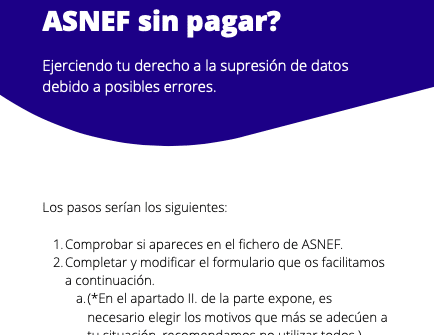 ASNEF sin pagar?
Ejerciendo tu derecho a la supresión de datos
debido a posibles errores.
Los pasos serían los siguientes:
1. Comprobar si apareces en el fichero de ASNEF.
2. Completar y modificar el formulario que os facilitamos
a continuación.
a. (*En el apartado II. de la parte expone, es
necesario elegir los motivos que más se adecúen a
tu situación, recomendamos no utilizar todos.)